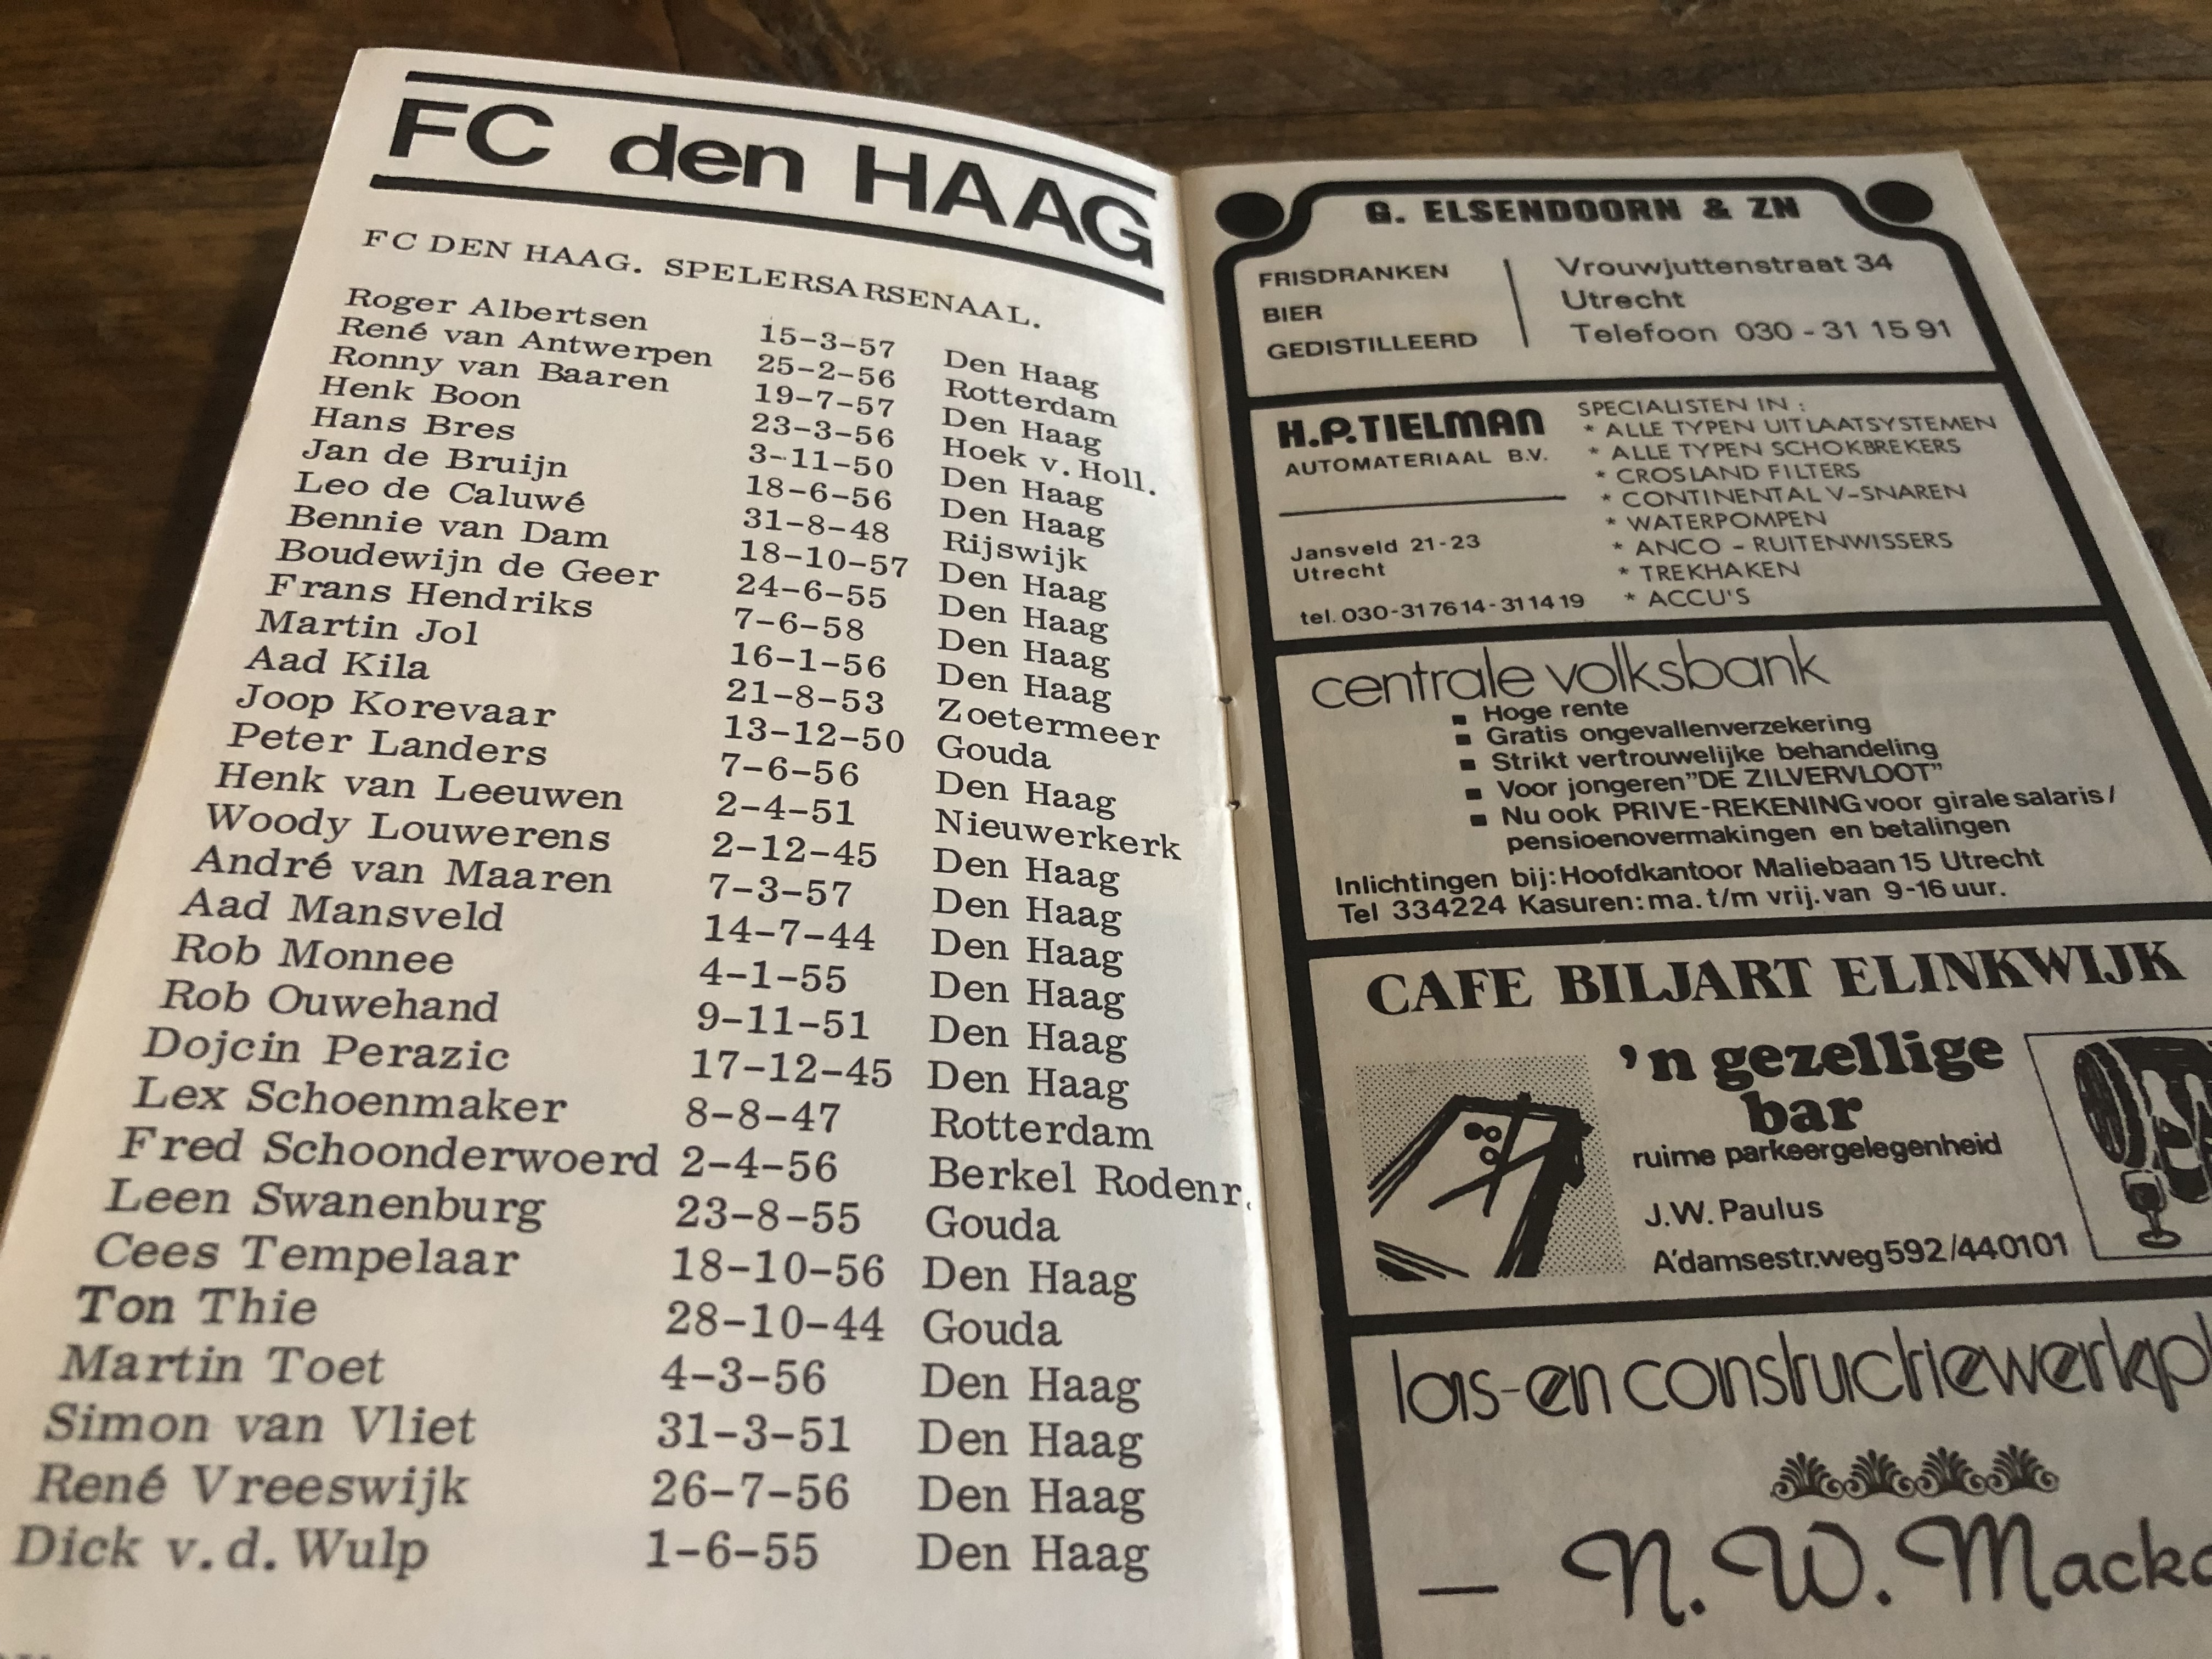 FC den HAAG
FC DEN HAAG. SPELERSARSENAAL.
Roger Albertsen 15-3-57 Den Haag
René van Antwerpen 25-2-56 Rotterdam
Ronny van Baaren 19-7-57 Den Haag
Henk Boon 23-3-56 Hoek v. Holl.
Hans Bres 3-11-50 Den Haag
Jan de Bruijn 18-6-56 Den Haag
Leo de Caluwé 31-8-48 Rijswijk
Bennie van Dam 18-10-57 Den Haag
Boudewijn de Geer 24-6-55 Den Haag
Frans Hendriks 7-6-58 Den Haag
Martin Jol 16-1-56 Den Haag
Aad Kila 21-8-53 Zoetermeer
Joop Korevaar 13-12-50 Gouda
Peter Landers 7-6-56 Den Haag
Henk van Leeuwen 2-4-51 Nieuwerkerk
Woody Louwerens 2-12-45 Den Haag
André van Maaren 7-3-57 Den Haag
Aad Mansveld 14-7-44 Den Haag
Rob Monnee 4-1-55 Den Haag
Rob Ouwehand 9-11-51 Den Haag
Dojcin Perazic 17-12-45 Den Haag
Lex Schoenmaker 8-8-47 Rotterdam
Fred Schoonderwoerd 2-4-56 Berkel Rodenr.
Leen Swanenburg 23-8-55 Gouda
Cees Tempelaar 18-10-56 Den Haag
Ton Thie 28-10-44 Gouda
Martin Toet 4-3-56 Den Haag
Simon van Vliet 31-3-51 Den Haag
René Vreeswijk 26-7-56 Den Haag
Dick v.d. Wulp 1-6-55 Den Haag
G. ELSENDOORN & ZN
FRISDRANKEN
BIER
GEDISTILLEERD
Vrouwjuttenstraat 34
Utrecht
Telefoon 030 - 31 15 91
H.P. TIELMAN
AUTOMATERIAAL B.V.
Jansveld 21-23
Utrecht
tel. 030-317614-311419
SPECIALISTEN IN :
* ALLE TYPEN UITLAATSYSTEMEN
* ALLE TYPEN SCHOKBREKERS
* CROSLAND FILTERS
* CONTINENTAL V-SNAREN
* WATERPOMPEN
* ANCO - RUITENWISSERS
* TREKHAKEN
* ACCU'S
centrale volksbank
▪ Hoge rente
▪ Gratis ongevallenverzekering
▪ Strikt vertrouwelijke behandeling
▪ Voor jongeren "DE ZILVERVLOOT"
▪ Nu ook PRIVE-REKENING voor girale salaris/
pensioenovermakingen en betalingen
Inlichtingen bij: Hoofdkantoor Maliebaan 15 Utrecht
Tel 334224 Kasuren: ma. t/m vrij. van 9-16 uur.
CAFE BILJART ELINKWIJK
'n gezellige
bar
ruime parkeergelegenheid
J.W. Paulus
A'damsestr.weg 592/440101
las-en constructiewerkpl
— N. W. Macka